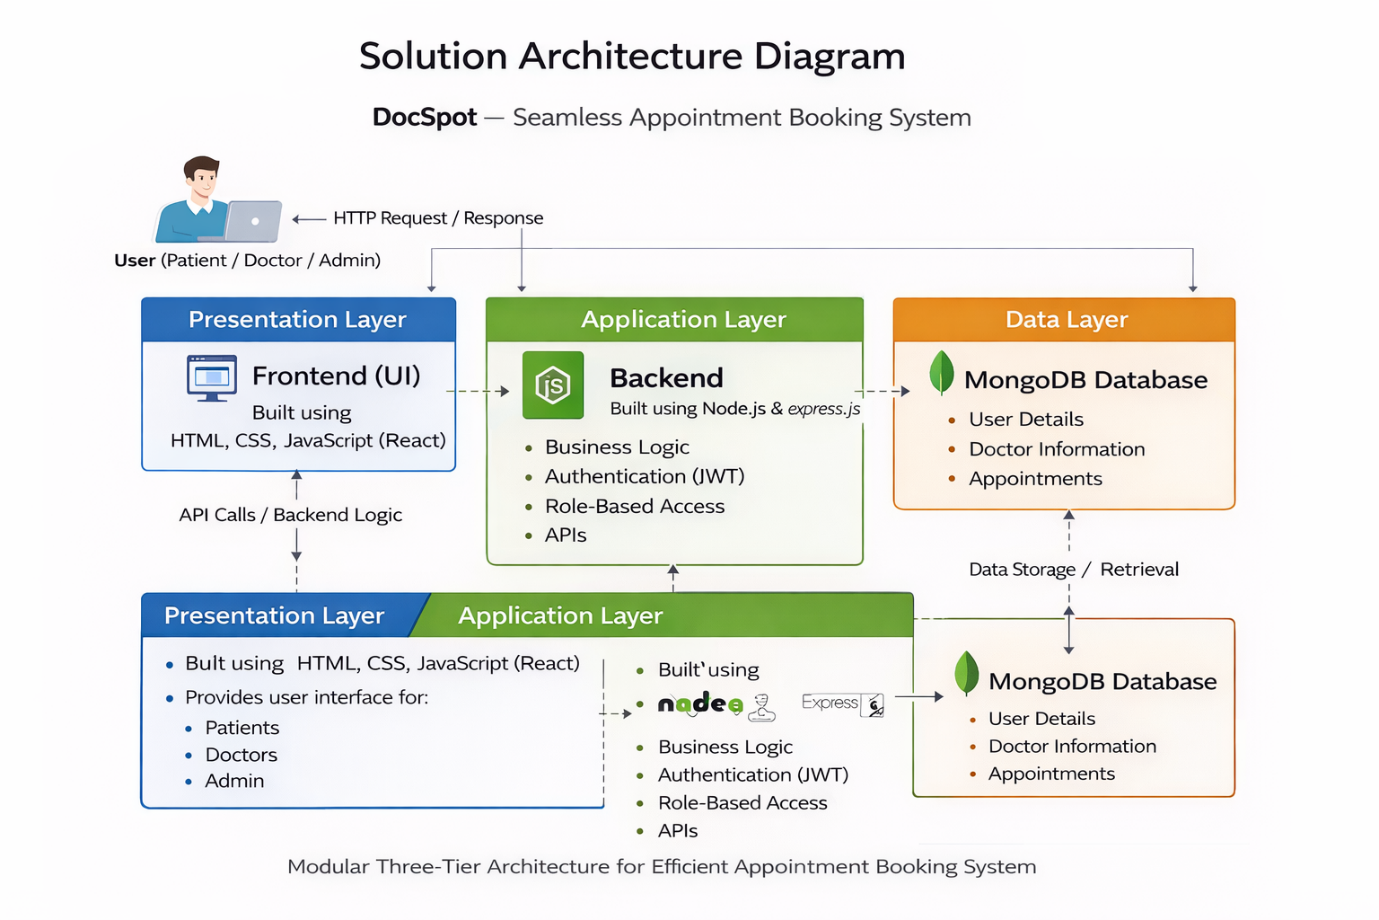 Solution Architecture Diagram
DocSpot — Seamless Appointment Booking System
HTTP Request / Response
User (Patient / Doctor / Admin)
Presentation Layer
Frontend (UI)
Built using
HTML, CSS, JavaScript (React)
Application Layer
JS
Backend
Built using Node.js & express.js
• Business Logic
• Authentication (JWT)
• Role-Based Access
• APIs
Data Layer
MongoDB Database
• User Details
• Doctor Information
• Appointments
API Calls / Backend Logic
Data Storage / Retrieval
Presentation Layer
• Bult using HTML, CSS, JavaScript (React)
• Provides user interface for:
• Patients
• Doctors
• Admin
Application Layer
• Built'using
• Express
• Business Logic
• Authentication (JWT)
• Role-Based Access
• APIs
MongoDB Database
• User Details
• Doctor Information
• Appointments
Modular Three-Tier Architecture for Efficient Appointment Booking System